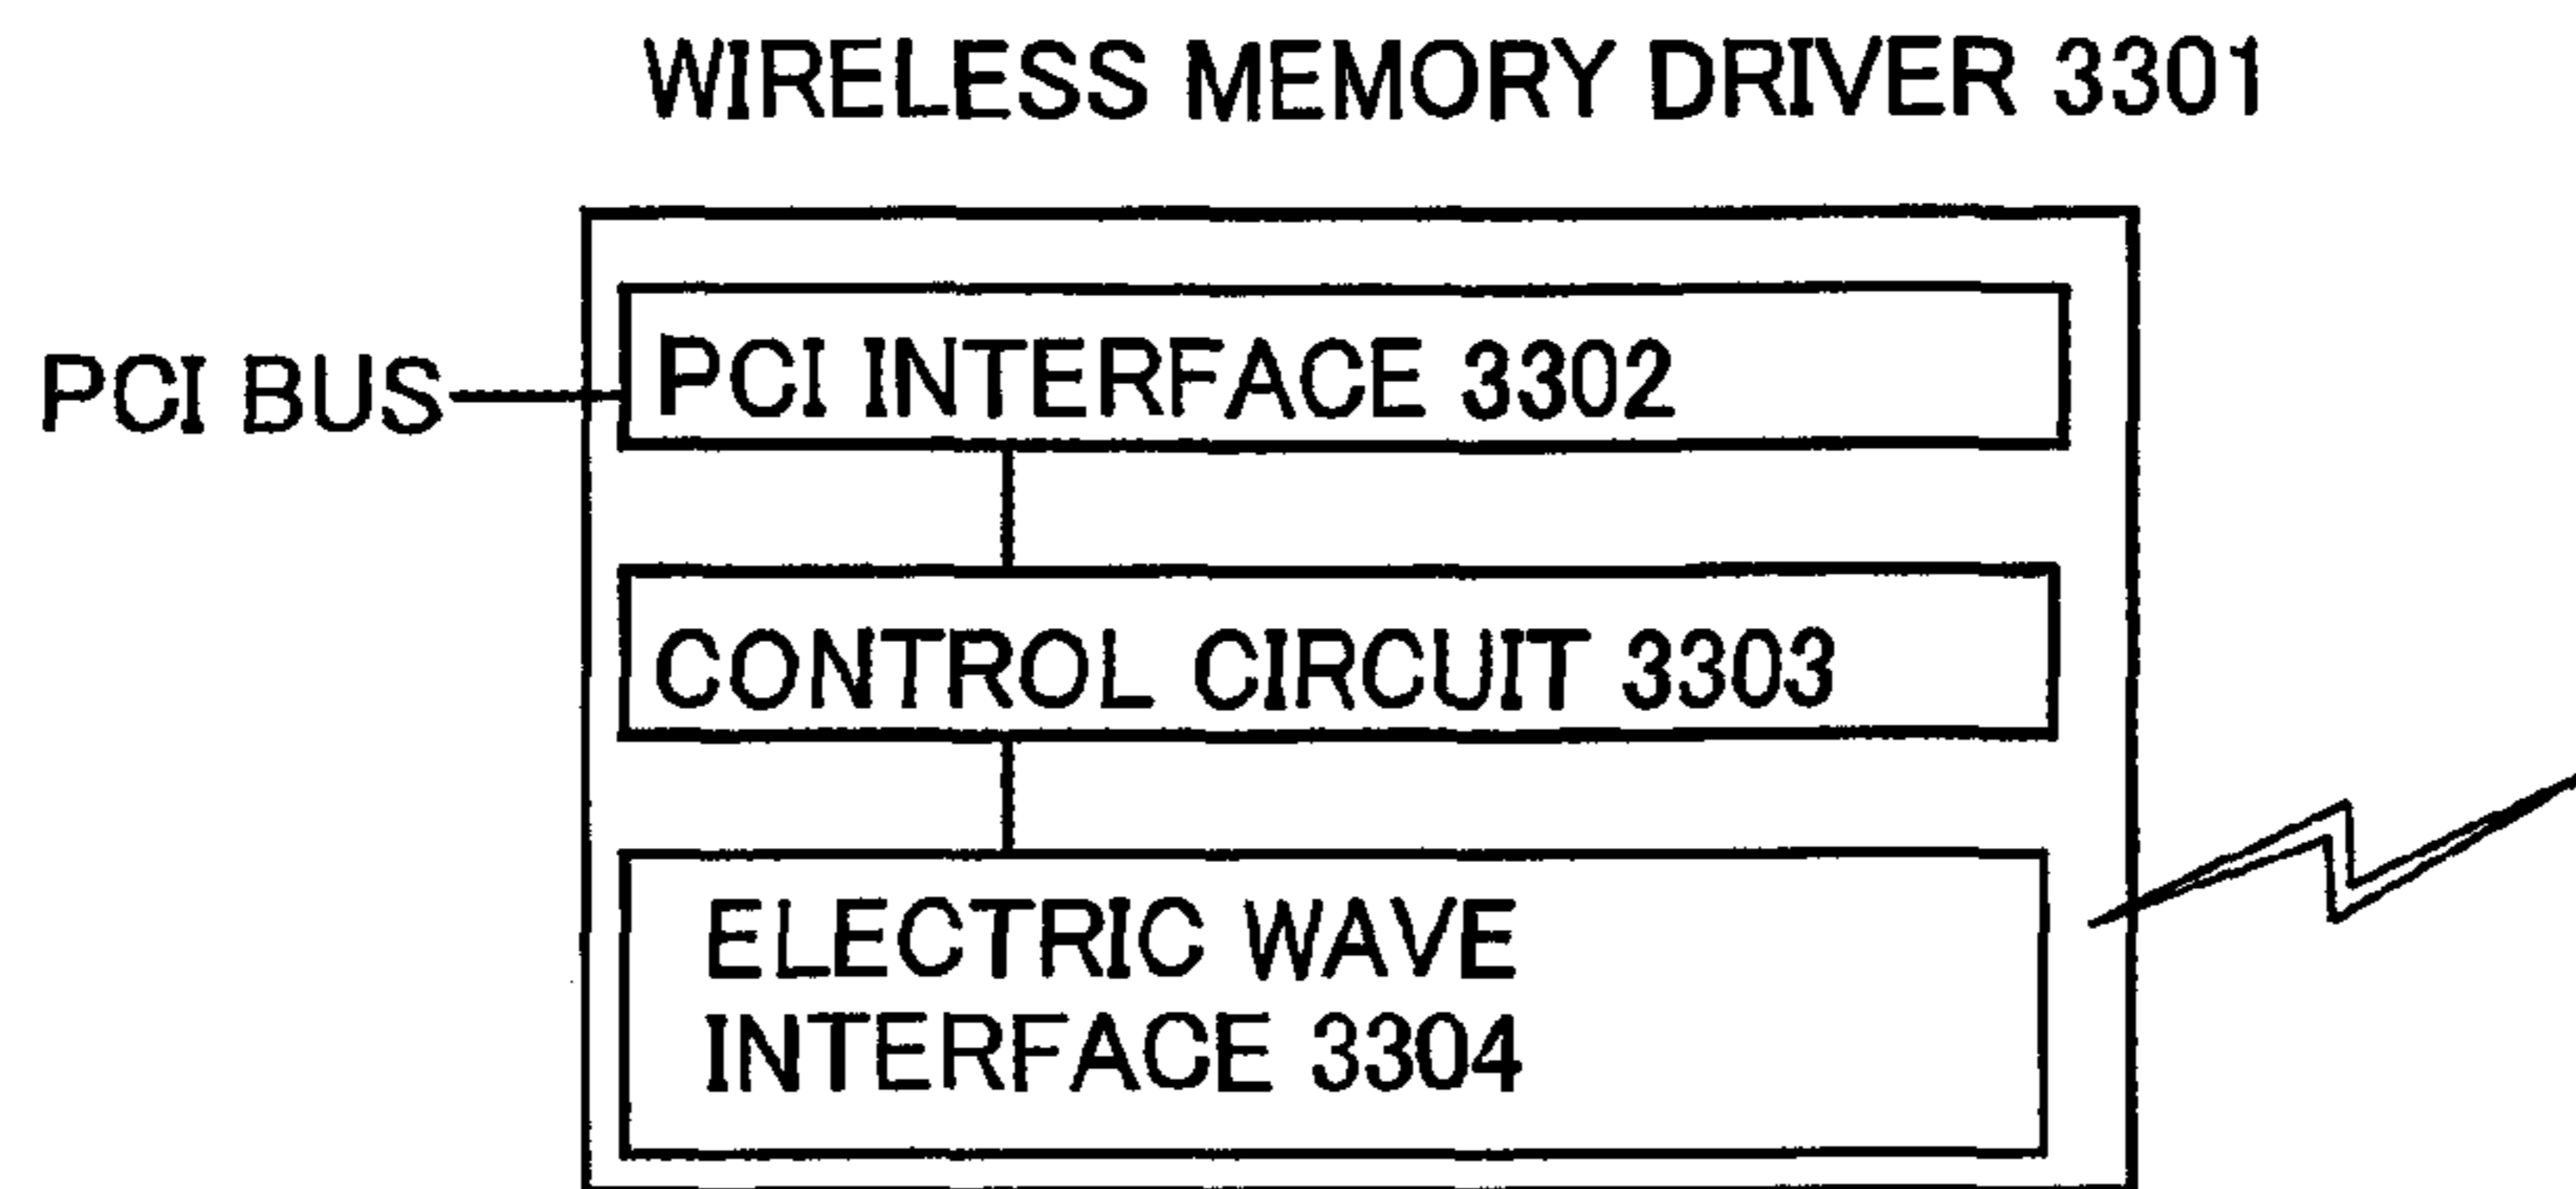 WIRELESS MEMORY DRIVER 3301
PCI BUS
PCI INTERFACE 3302
CONTROL CIRCUIT 3303
ELECTRIC WAVE
INTERFACE 3304